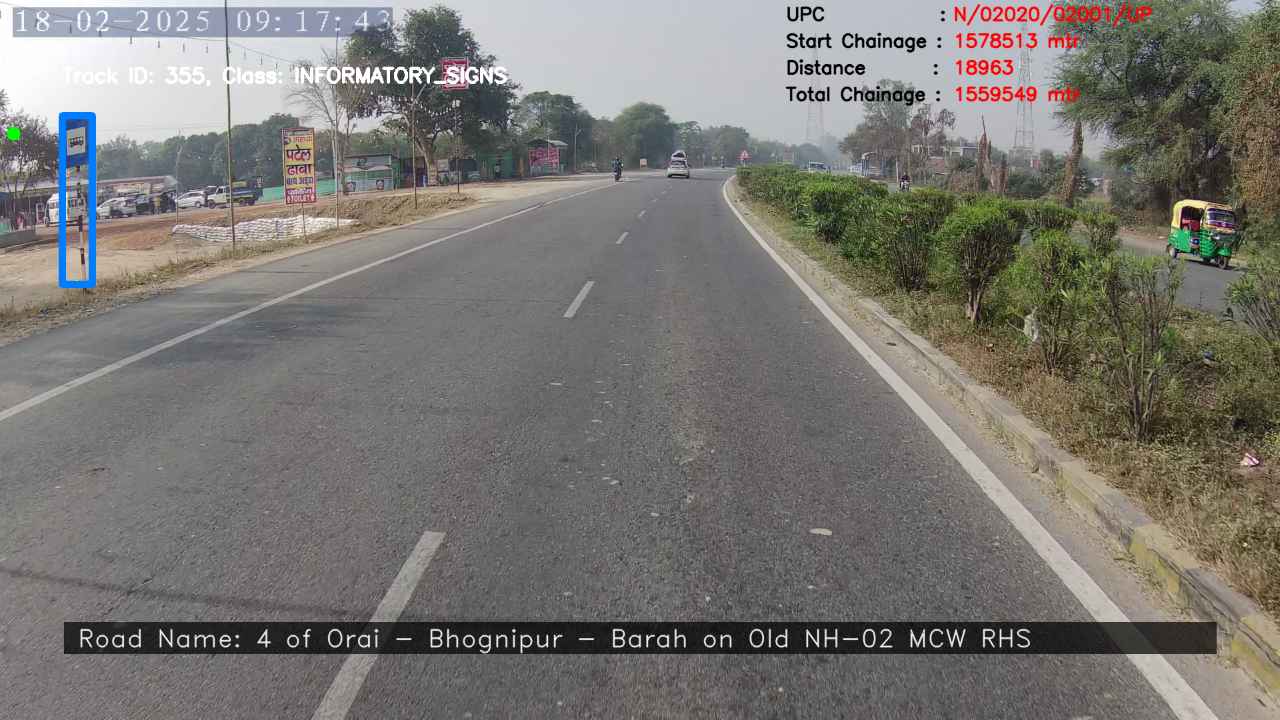 18-02-2025 09:17:43
UPC : N/02020/02001/UP
Start Chainage : 1578513 mtr
Distance : 18963
Total Chainage : 1559549 mtr
Track ID: 355, Class: INFORMATORY_SIGNS
पटेल
ढाबा
TOILET
Road Name: 4 of Orai - Bhognipur - Barah on Old NH-02 MCW RHS